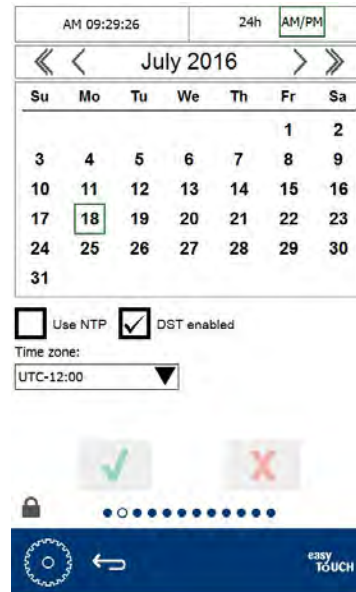 AM 09:29:26 24h AM/PM
July 2016
Su Mo Tu We Th Fr Sa
1 2
3 4 5 6 7 8 9
10 11 12 13 14 15 16
17 18 19 20 21 22 23
24 25 26 27 28 29 30
31
Use NTP DST enabled
Time zone:
UTC-12:00
easy
TOUCH